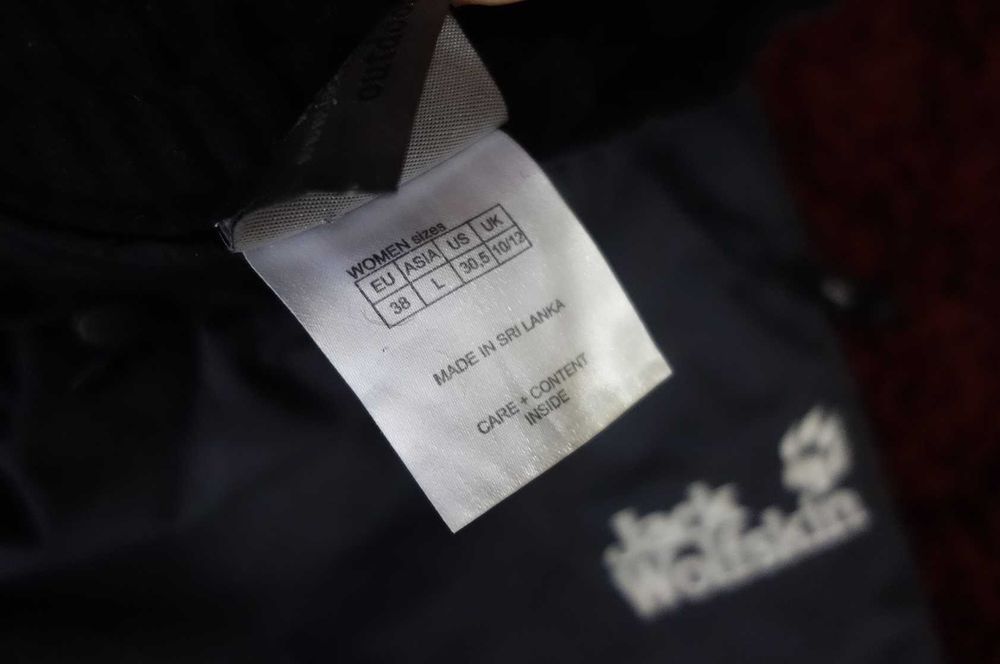 WOMEN sizes
EU ASIA US UK
38 L 30,5 10/12
MADE IN SRI LANKA
CARE + CONTENT
INSIDE
Jack
Wolfskin